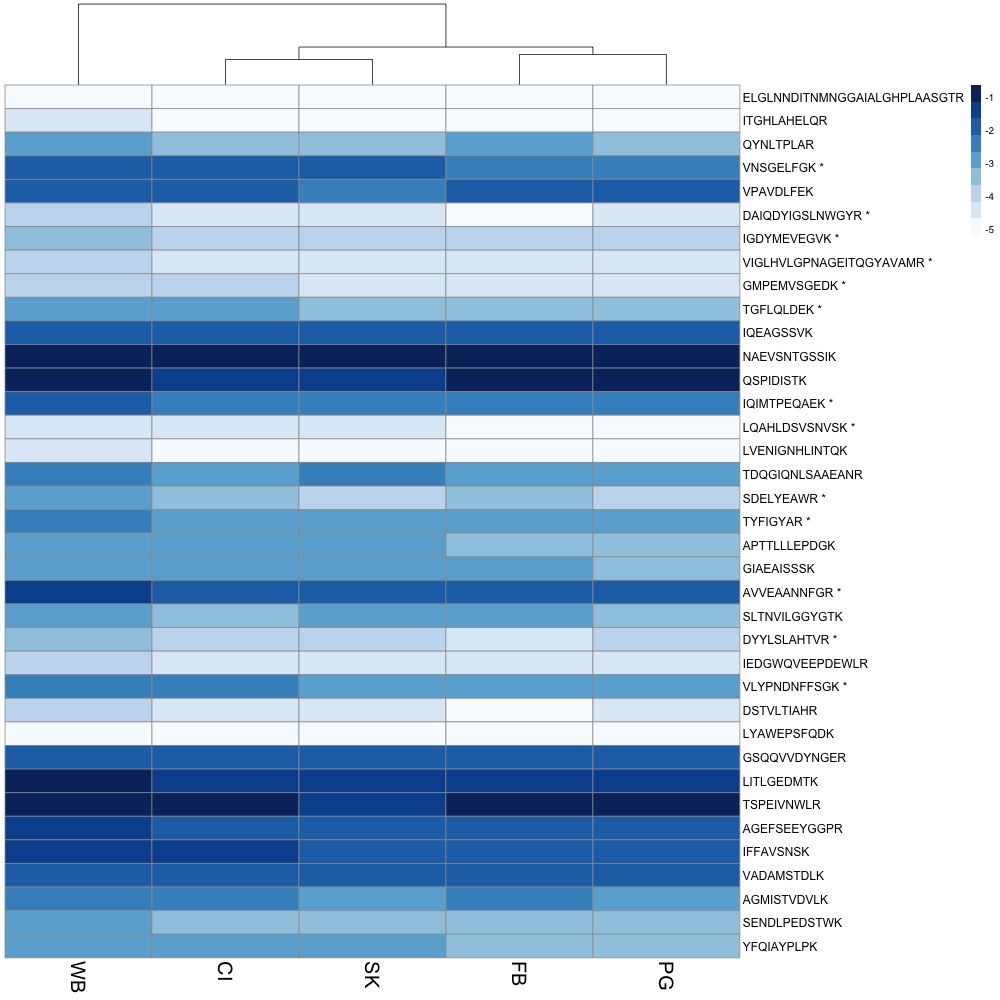 ELGLNNDITNMNGGAIALGHPLAASGTR
ITGHLAHELQR
QYNLTPLAR
VNSGELFGK *
VPAVDLFEK
DAIQDYIGSLNWGYR *
IGDYMEVEGVK *
VIGLHVLGPNAGEITQGYAVAMR *
GMPEMVSGEDK *
TGFLQLDEK *
IQEAGSSVK
NAEVSNTGSSIK
QSPIDISTK
IQIMTPEQAEK *
LQAHLDSVSNVSK *
LVENIGNHLINTQK
TDQGIQNLSAAEANR
SDELYEAWR *
TYFIGYAR *
APTTLLLEPDGK
GIAEAISSSK
AVVEAANNFGR *
SLTNVILGGYGTK
DYYLSLAHTVR *
IEDGWQVEEPDEWLR
VLYPNDNFFSGK *
DSTVLTIAHR
LYAWEPSFQDK
GSQQVVDYNGER
LITLGEDMTK
TSPEIVNWLR
AGEFSEEYGGPR
IFFAVSNSK
VADAMSTDLK
AGMISTVDVLK
SENDLPEDSTWK
YFQIAYPLPK
-1
-2
-3
-4
-5
WB
CI
SK
FB
PG